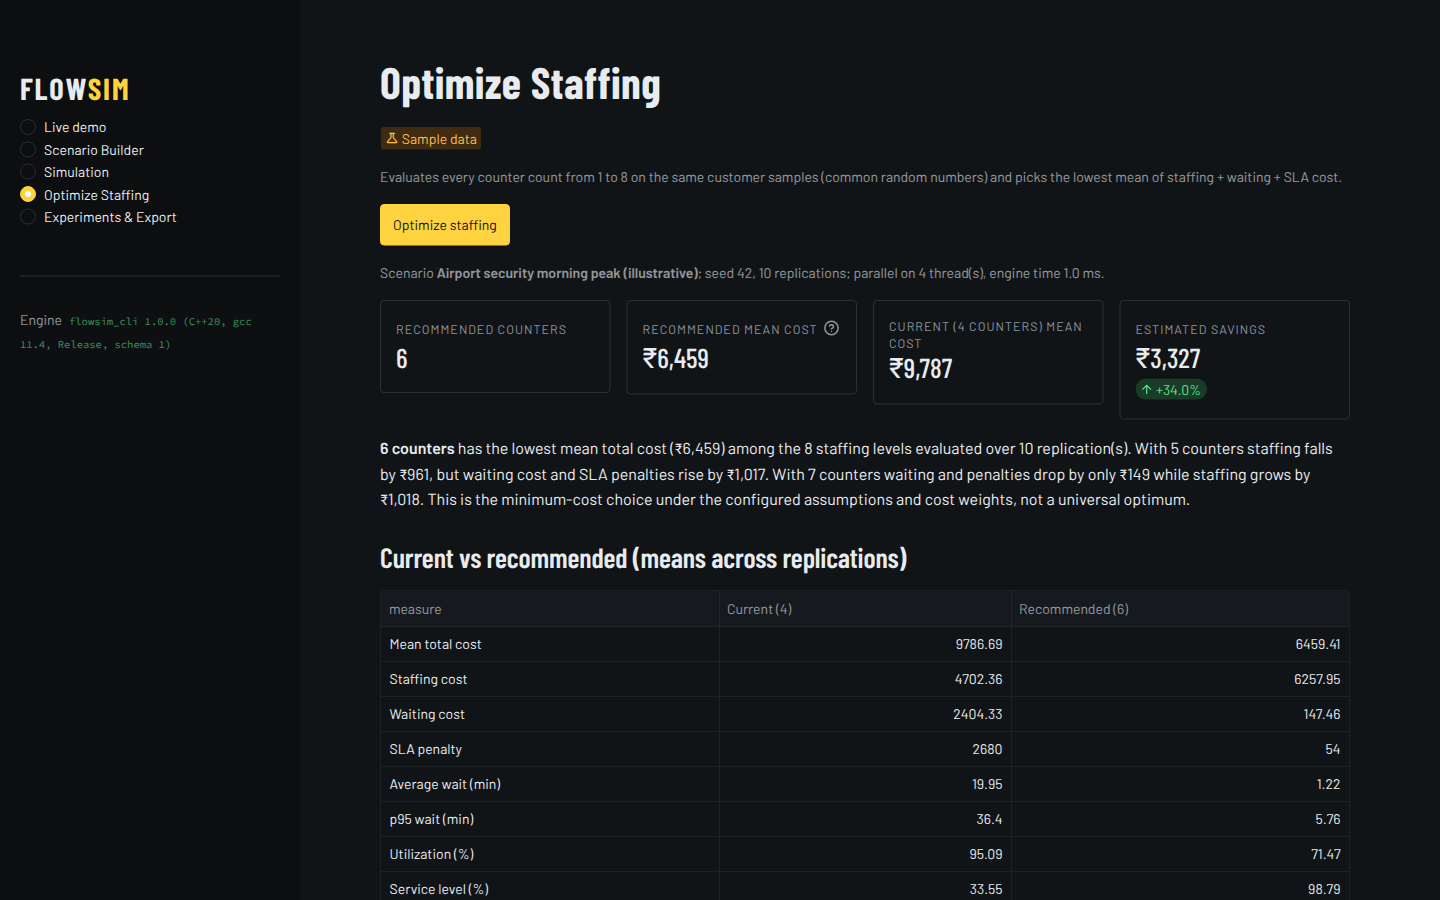 FLOWSIM
Live demo
Scenario Builder
Simulation
Optimize Staffing
Experiments & Export
Engine flowsim_cli 1.0.0 (C++20, gcc
11.4, Release, schema 1)
Optimize Staffing
Sample data
Evaluates every counter count from 1 to 8 on the same customer samples (common random numbers) and picks the lowest mean of staffing + waiting + SLA cost.
Optimize staffing
Scenario Airport security morning peak (illustrative); seed 42, 10 replications; parallel on 4 thread(s), engine time 1.0 ms.
RECOMMENDED COUNTERS
6
RECOMMENDED MEAN COST
₹6,459
CURRENT (4 COUNTERS) MEAN
COST
₹9,787
ESTIMATED SAVINGS
₹3,327
+34.0%
6 counters has the lowest mean total cost (₹6,459) among the 8 staffing levels evaluated over 10 replication(s). With 5 counters staffing falls
by ₹961, but waiting cost and SLA penalties rise by ₹1,017. With 7 counters waiting and penalties drop by only ₹149 while staffing grows by
₹1,018. This is the minimum-cost choice under the configured assumptions and cost weights, not a universal optimum.
Current vs recommended (means across replications)
measure Current (4) Recommended (6)
Mean total cost 9786.69 6459.41
Staffing cost 4702.36 6257.95
Waiting cost 2404.33 147.46
SLA penalty 2680 54
Average wait (min) 19.95 1.22
p95 wait (min) 36.4 5.76
Utilization (%) 95.09 71.47
Service level (%) 33.55 98.79